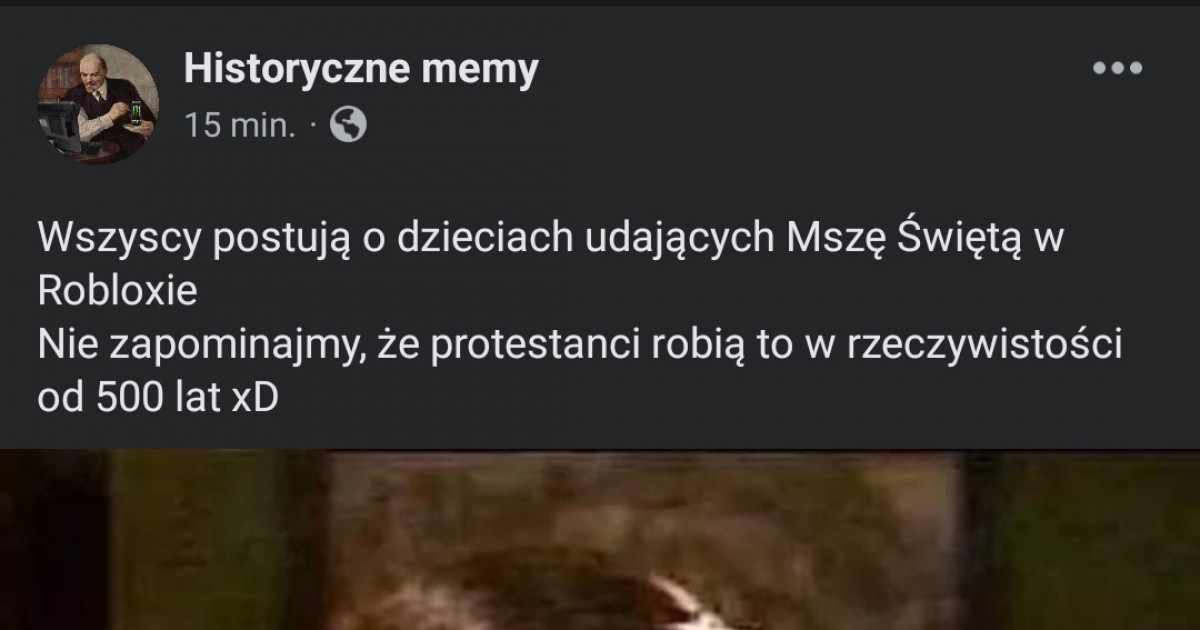 Historyczne memy
15 min. ·
Wszyscy postują o dzieciach udających Mszę Świętą w
Robloxie
Nie zapominajmy, że protestanci robią to w rzeczywistości
od 500 lat xD